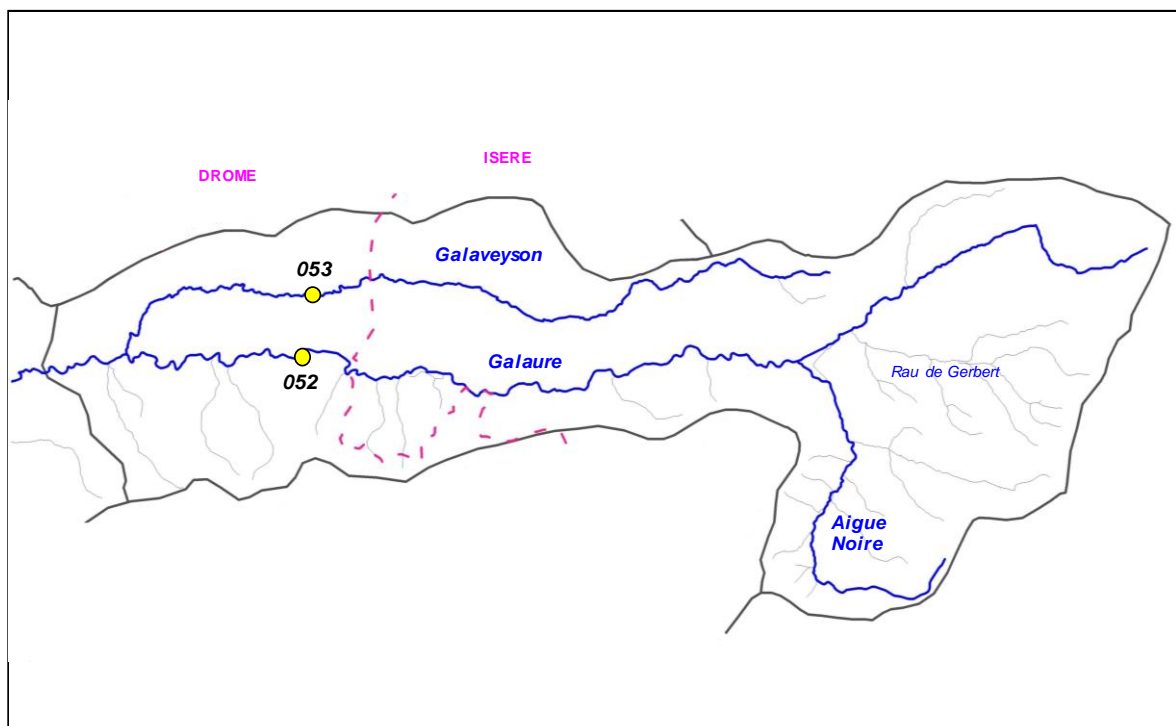 ISERE
DROME
Galaveyson
053
Galaure
052
Rau de Gerbert
Aigue
Noire